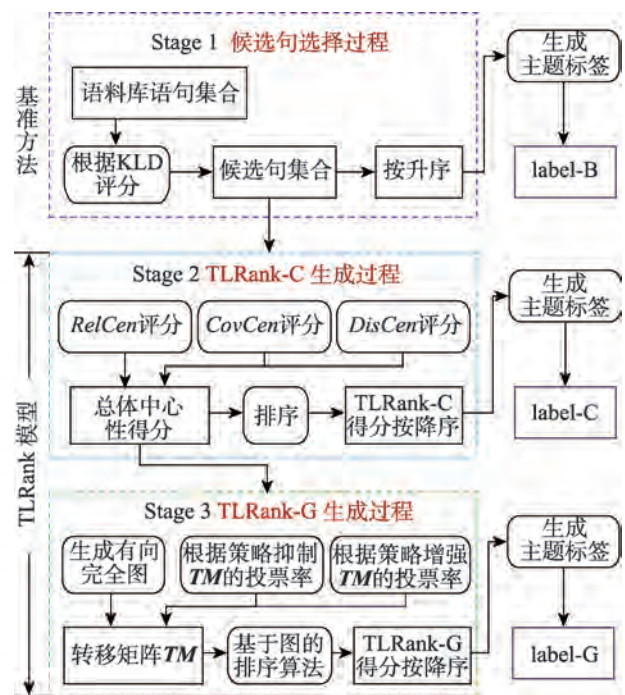 Stage 1 候选句选择过程
生成
主题标签
语料库语句集合
基准方法
根据KLD
评分
候选句集合
按升序
label-B
Stage 2 TLRank-C 生成过程
生成
主题标签
RelCen评分
CovCen评分
DisCen评分
总体中心
性得分
排序
TLRank-C
得分按降序
label-C
TLRank 模型
Stage 3 TLRank-G 生成过程
生成
主题标签
生成有向
完全图
根据策略抑制
TM的投票率
根据策略增强
TM的投票率
转移矩阵TM
基于图的
排序算法
TLRank-G
得分按降序
label-G